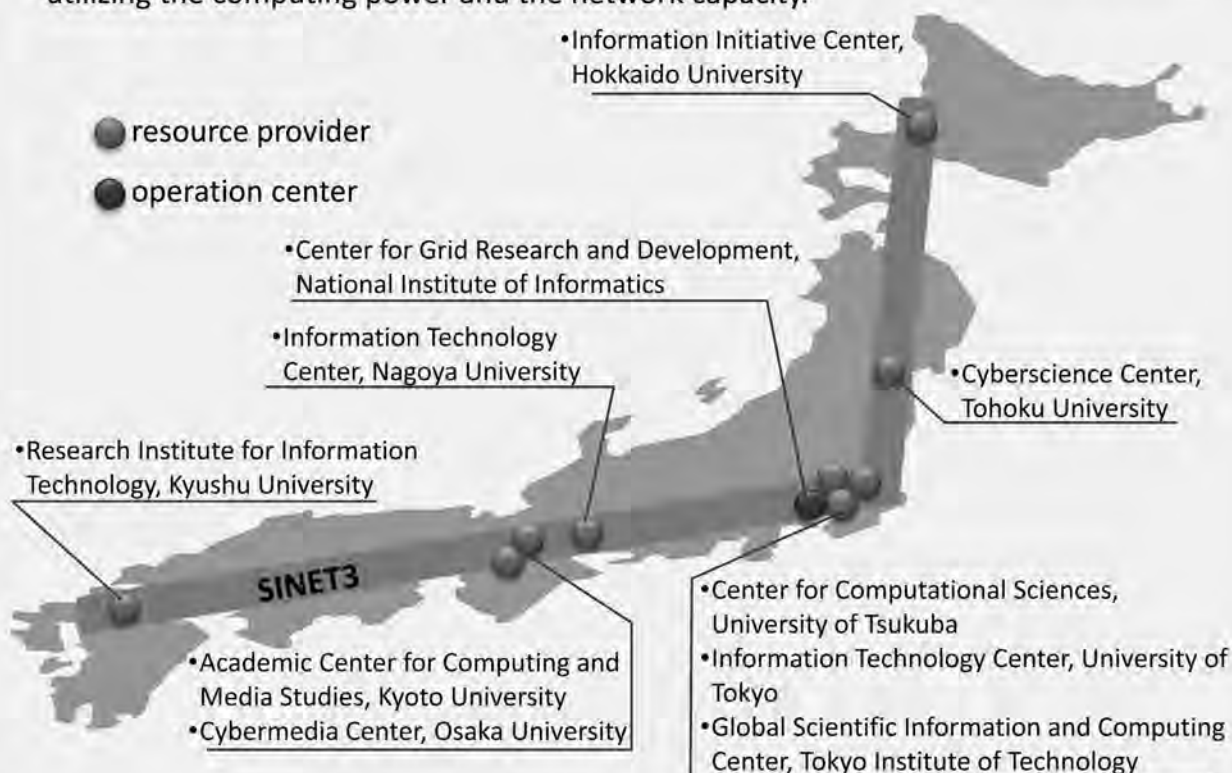 utilizing the computing power and the network capacity.
•Information Initiative Center,
Hokkaido University
resource provider
operation center
•Center for Grid Research and Development,
National Institute of Informatics
•Information Technology
Center, Nagoya University
•Cyberscience Center,
Tohoku University
•Research Institute for Information
Technology, Kyushu University
SINET3
•Academic Center for Computing and
Media Studies, Kyoto University
•Cybermedia Center, Osaka University
•Center for Computational Sciences,
University of Tsukuba
•Information Technology Center, University of
Tokyo
•Global Scientific Information and Computing
Center, Tokyo Institute of Technology